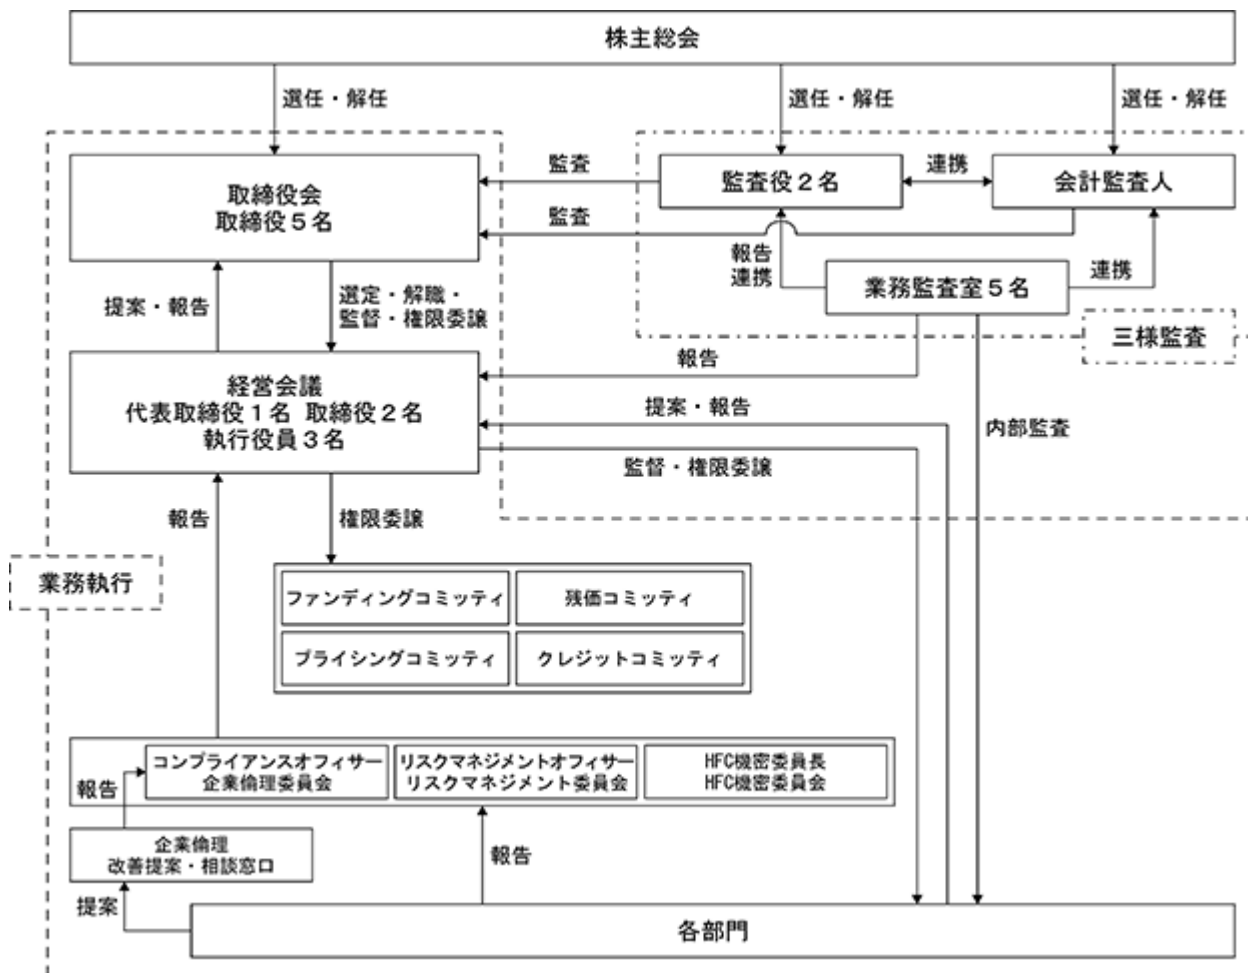 株主総会
選任・解任
選任・解任
選任・解任
取締役会
取締役５名
監査
監査役２名
連携
会計監査人
監査
報告
連携
業務監査室５名
連携
三様監査
提案・報告
選定・解職・
監督・権限委譲
経営会議
代表取締役１名 取締役２名
執行役員３名
報告
提案・報告
監督・権限委譲
内部監査
報告
権限委譲
業務執行
ファンディングコミッティ
残価コミッティ
プライシングコミッティ
クレジットコミッティ
コンプライアンスオフィサー
企業倫理委員会
リスクマネジメントオフィサー
リスクマネジメント委員会
HFC機密委員長
HFC機密委員会
報告
企業倫理
改善提案・相談窓口
報告
提案
各部門